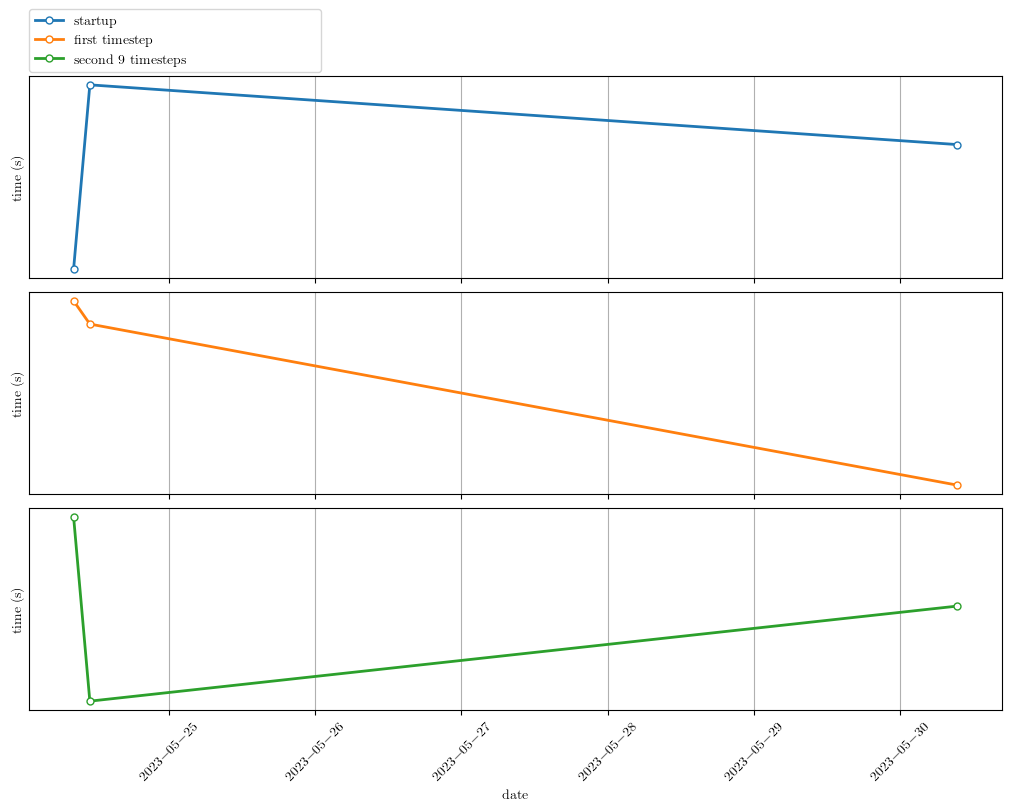 startup
first timestep
second 9 timesteps
time (s)
time (s)
time (s)
2023−05−25
2023−05−26
2023−05−27
2023−05−28
2023−05−29
2023−05−30
date